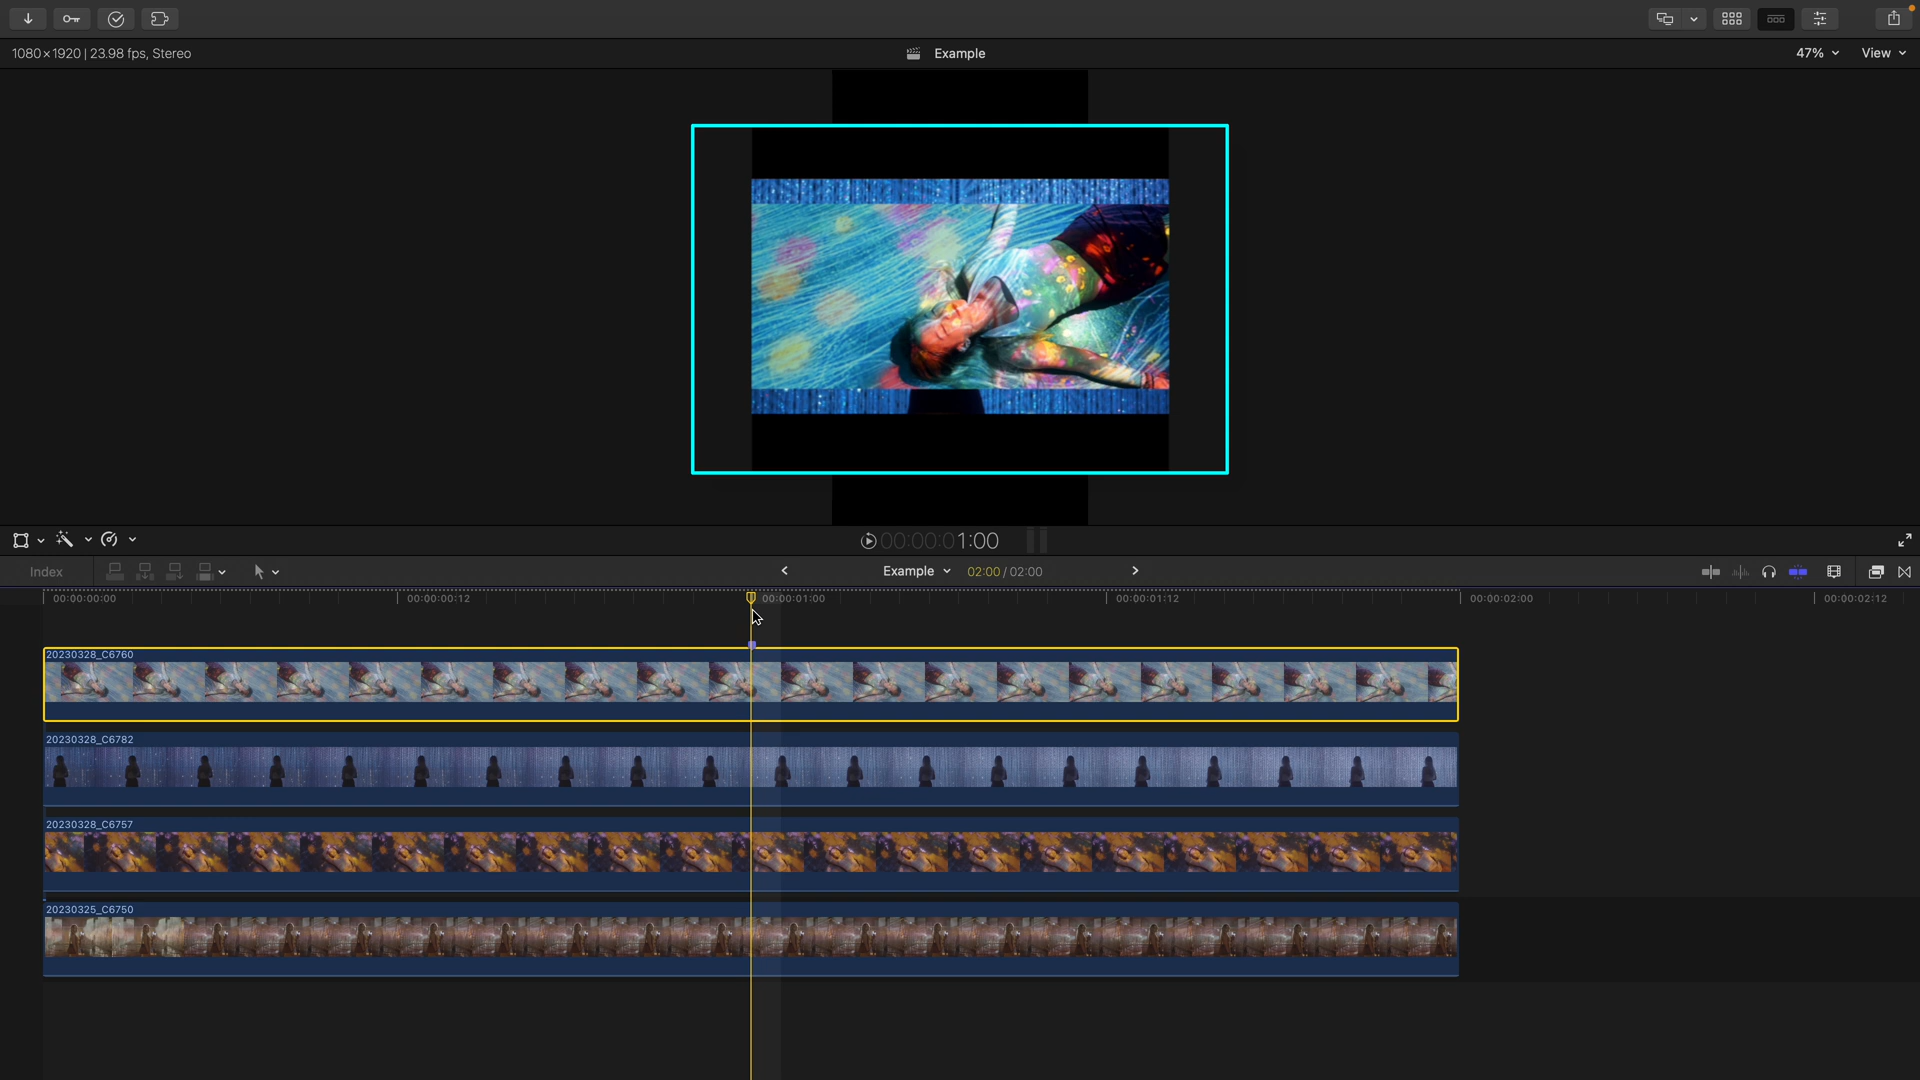 1080×1920 | 23.98 fps, Stereo
Example
47%
View
00:00:01:00
Index
Example
02:00 / 02:00
00:00:00:00
00:00:00:12
00:00:01:00
00:00:01:12
00:00:02:00
00:00:02:12
20230328_C6760
20230328_C6782
20230328_C6757
20230325_C6750